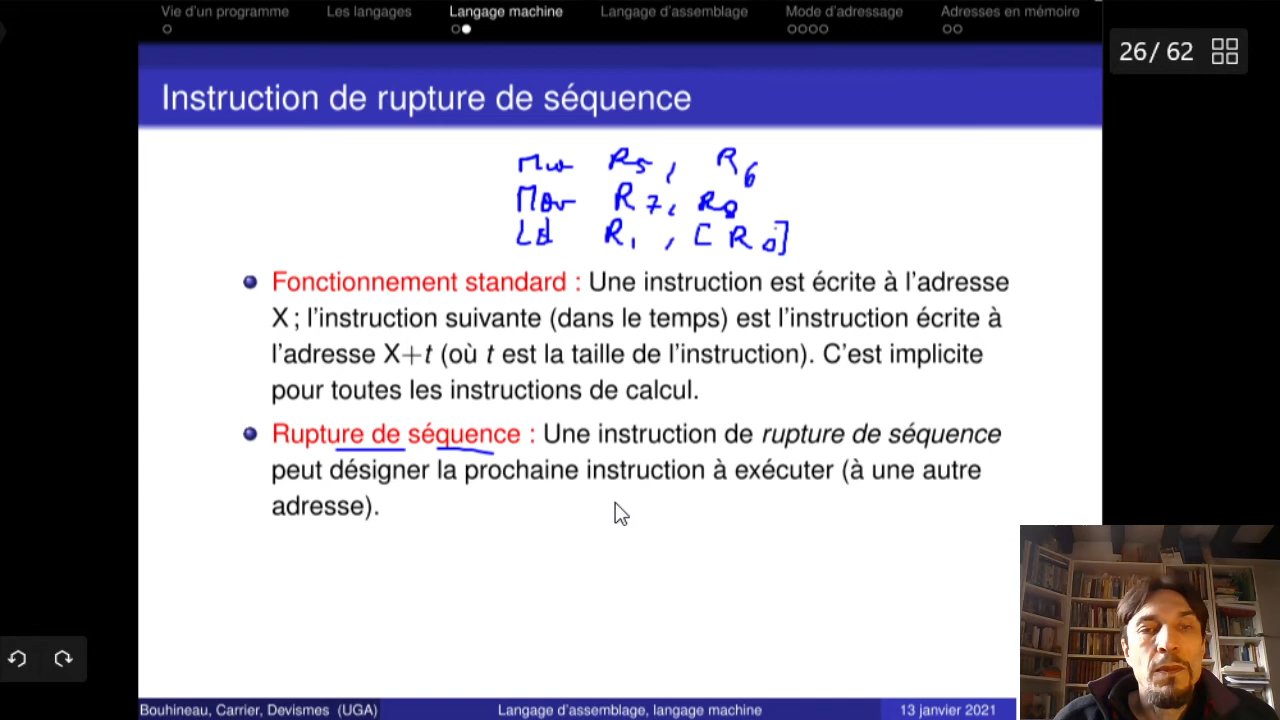 Vie d'un programme Les langages Langage machine Langage d'assemblage Mode d'adressage Adresses en mémoire
26/ 62
Instruction de rupture de séquence
Mov R5, R6
Mov R7, R8
LD R1, [R0]
Fonctionnement standard : Une instruction est écrite à l'adresse
X ; l'instruction suivante (dans le temps) est l'instruction écrite à
l'adresse X+t (où t est la taille de l'instruction). C'est implicite
pour toutes les instructions de calcul.
Rupture de séquence : Une instruction de rupture de séquence
peut désigner la prochaine instruction à exécuter (à une autre
adresse).
Bouhineau, Carrier, Devismes (UGA) Langage d'assemblage, langage machine 13 janvier 2021